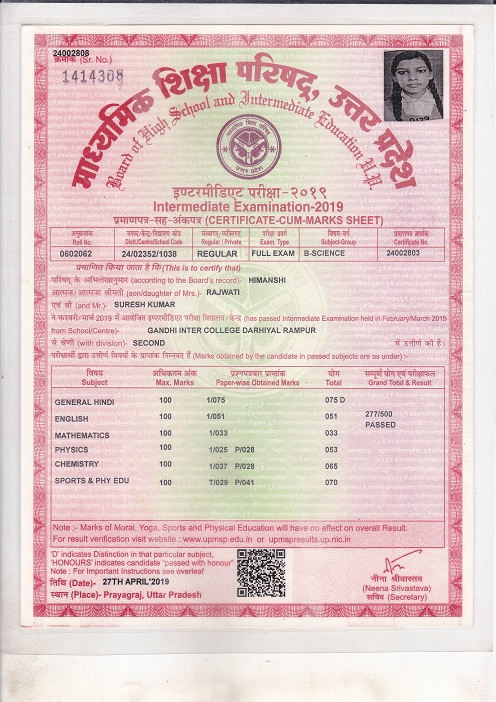 24002808
क्रमांक (Sr. No.)
1414308
माध्यमिक शिक्षा परिषद, उत्तर प्रदेश
Board of High School and Intermediate Education U.P.
इण्टरमीडिएट परीक्षा-२०१९
Intermediate Examination-2019
प्रमाणपत्र-सह-अंकपत्र (CERTIFICATE-CUM-MARKS SHEET)
अनुक्रमांक जनपद/केन्द्र/विद्यालय कोड संस्थागत/व्यक्तिगत परीक्षा प्रवर्ग विषय-वर्ग प्रमाणपत्र क्रमांक
Roll No. Distt./Centre/School Code Regular / Private Exam. Type Subject-Group Certificate No.
0602062 24/02352/1038 REGULAR FULL EXAM B-SCIENCE 24002803
प्रमाणित किया जाता है कि (This is to certify that)
परिषद के अभिलेखानुसार (according to the Board's record)- HIMANSHI
आत्मज/आत्मजा श्रीमती (son/daughter of Mrs.)- RAJWATI
एवं श्री (and Mr.)- SURESH KUMAR
ने फरवरी/मार्च 2019 में आयोजित इण्टरमीडिएट परीक्षा विद्यालय/केन्द्र (has passed Intermediate Examination held in February/March 2019
from School/Centre)- GANDHI INTER COLLEGE DARHIYAL RAMPUR
से श्रेणी (with division)- SECOND में उत्तीर्ण की है।
परीक्षार्थी द्वारा उत्तीर्ण विषयों के प्राप्तांक निम्नवत हैं (Marks obtained by the candidate in passed subjects are as under) :-
विषय अधिकतम अंक प्रश्नपत्रवार प्राप्तांक योग सम्पूर्ण योग एवं परीक्षाफल
Subject Max. Marks Paper-wise Obtained Marks Total Grand Total & Result
GENERAL HINDI 100 1/075 075 D
ENGLISH 100 1/051 051 277/500
PASSED
MATHEMATICS 100 1/033 033
PHYSICS 100 1/025 P/028 053
CHEMISTRY 100 1/037 P/028 065
SPORTS & PHY EDU 100 T/029 P/041 070
Note :- Marks of Moral, Yoga, Sports and Physical Education will have no effect on overall Result.
For result verification visit website : www.upmsp.edu.in or upmspresults.up.nic.in
'D' indicates Distinction in that particular subject,
'HONOURS' indicates candidate "passed with honour"
Note : For Important Instructions see overleaf
तिथि (Date)- 27TH APRIL'2019
स्थान (Place)- Prayagraj, Uttar Pradesh
नीना श्रीवास्तव
(Neena Srivastava)
सचिव (Secretary)